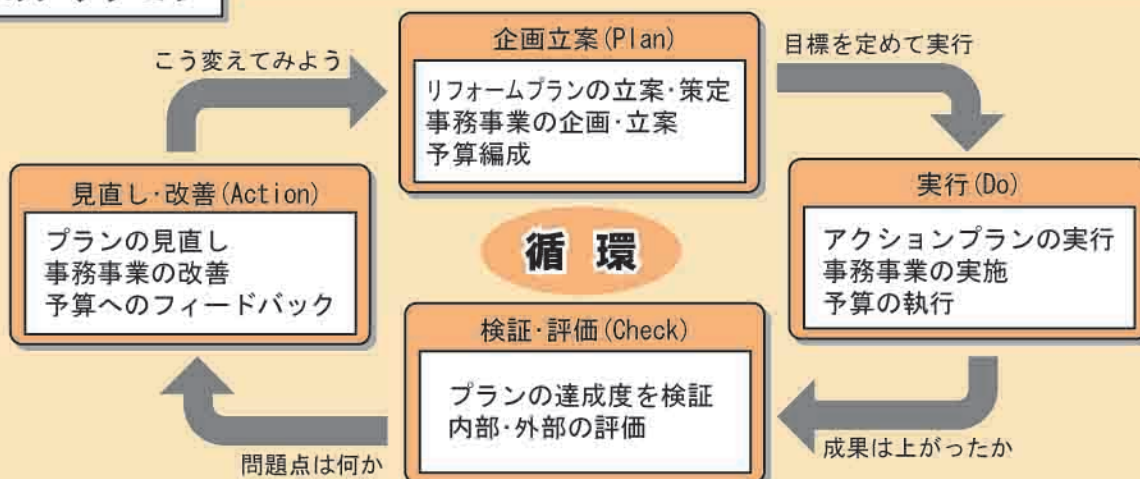 こう変えてみよう
企画立案(Plan)
リフォームプランの立案・策定
事務事業の企画・立案
予算編成
目標を定めて実行
実行(Do)
アクションプランの実行
事務事業の実施
予算の執行
成果は上がったか
検証・評価(Check)
プランの達成度を検証
内部・外部の評価
問題点は何か
見直し・改善(Action)
プランの見直し
事務事業の改善
予算へのフィードバック
循環